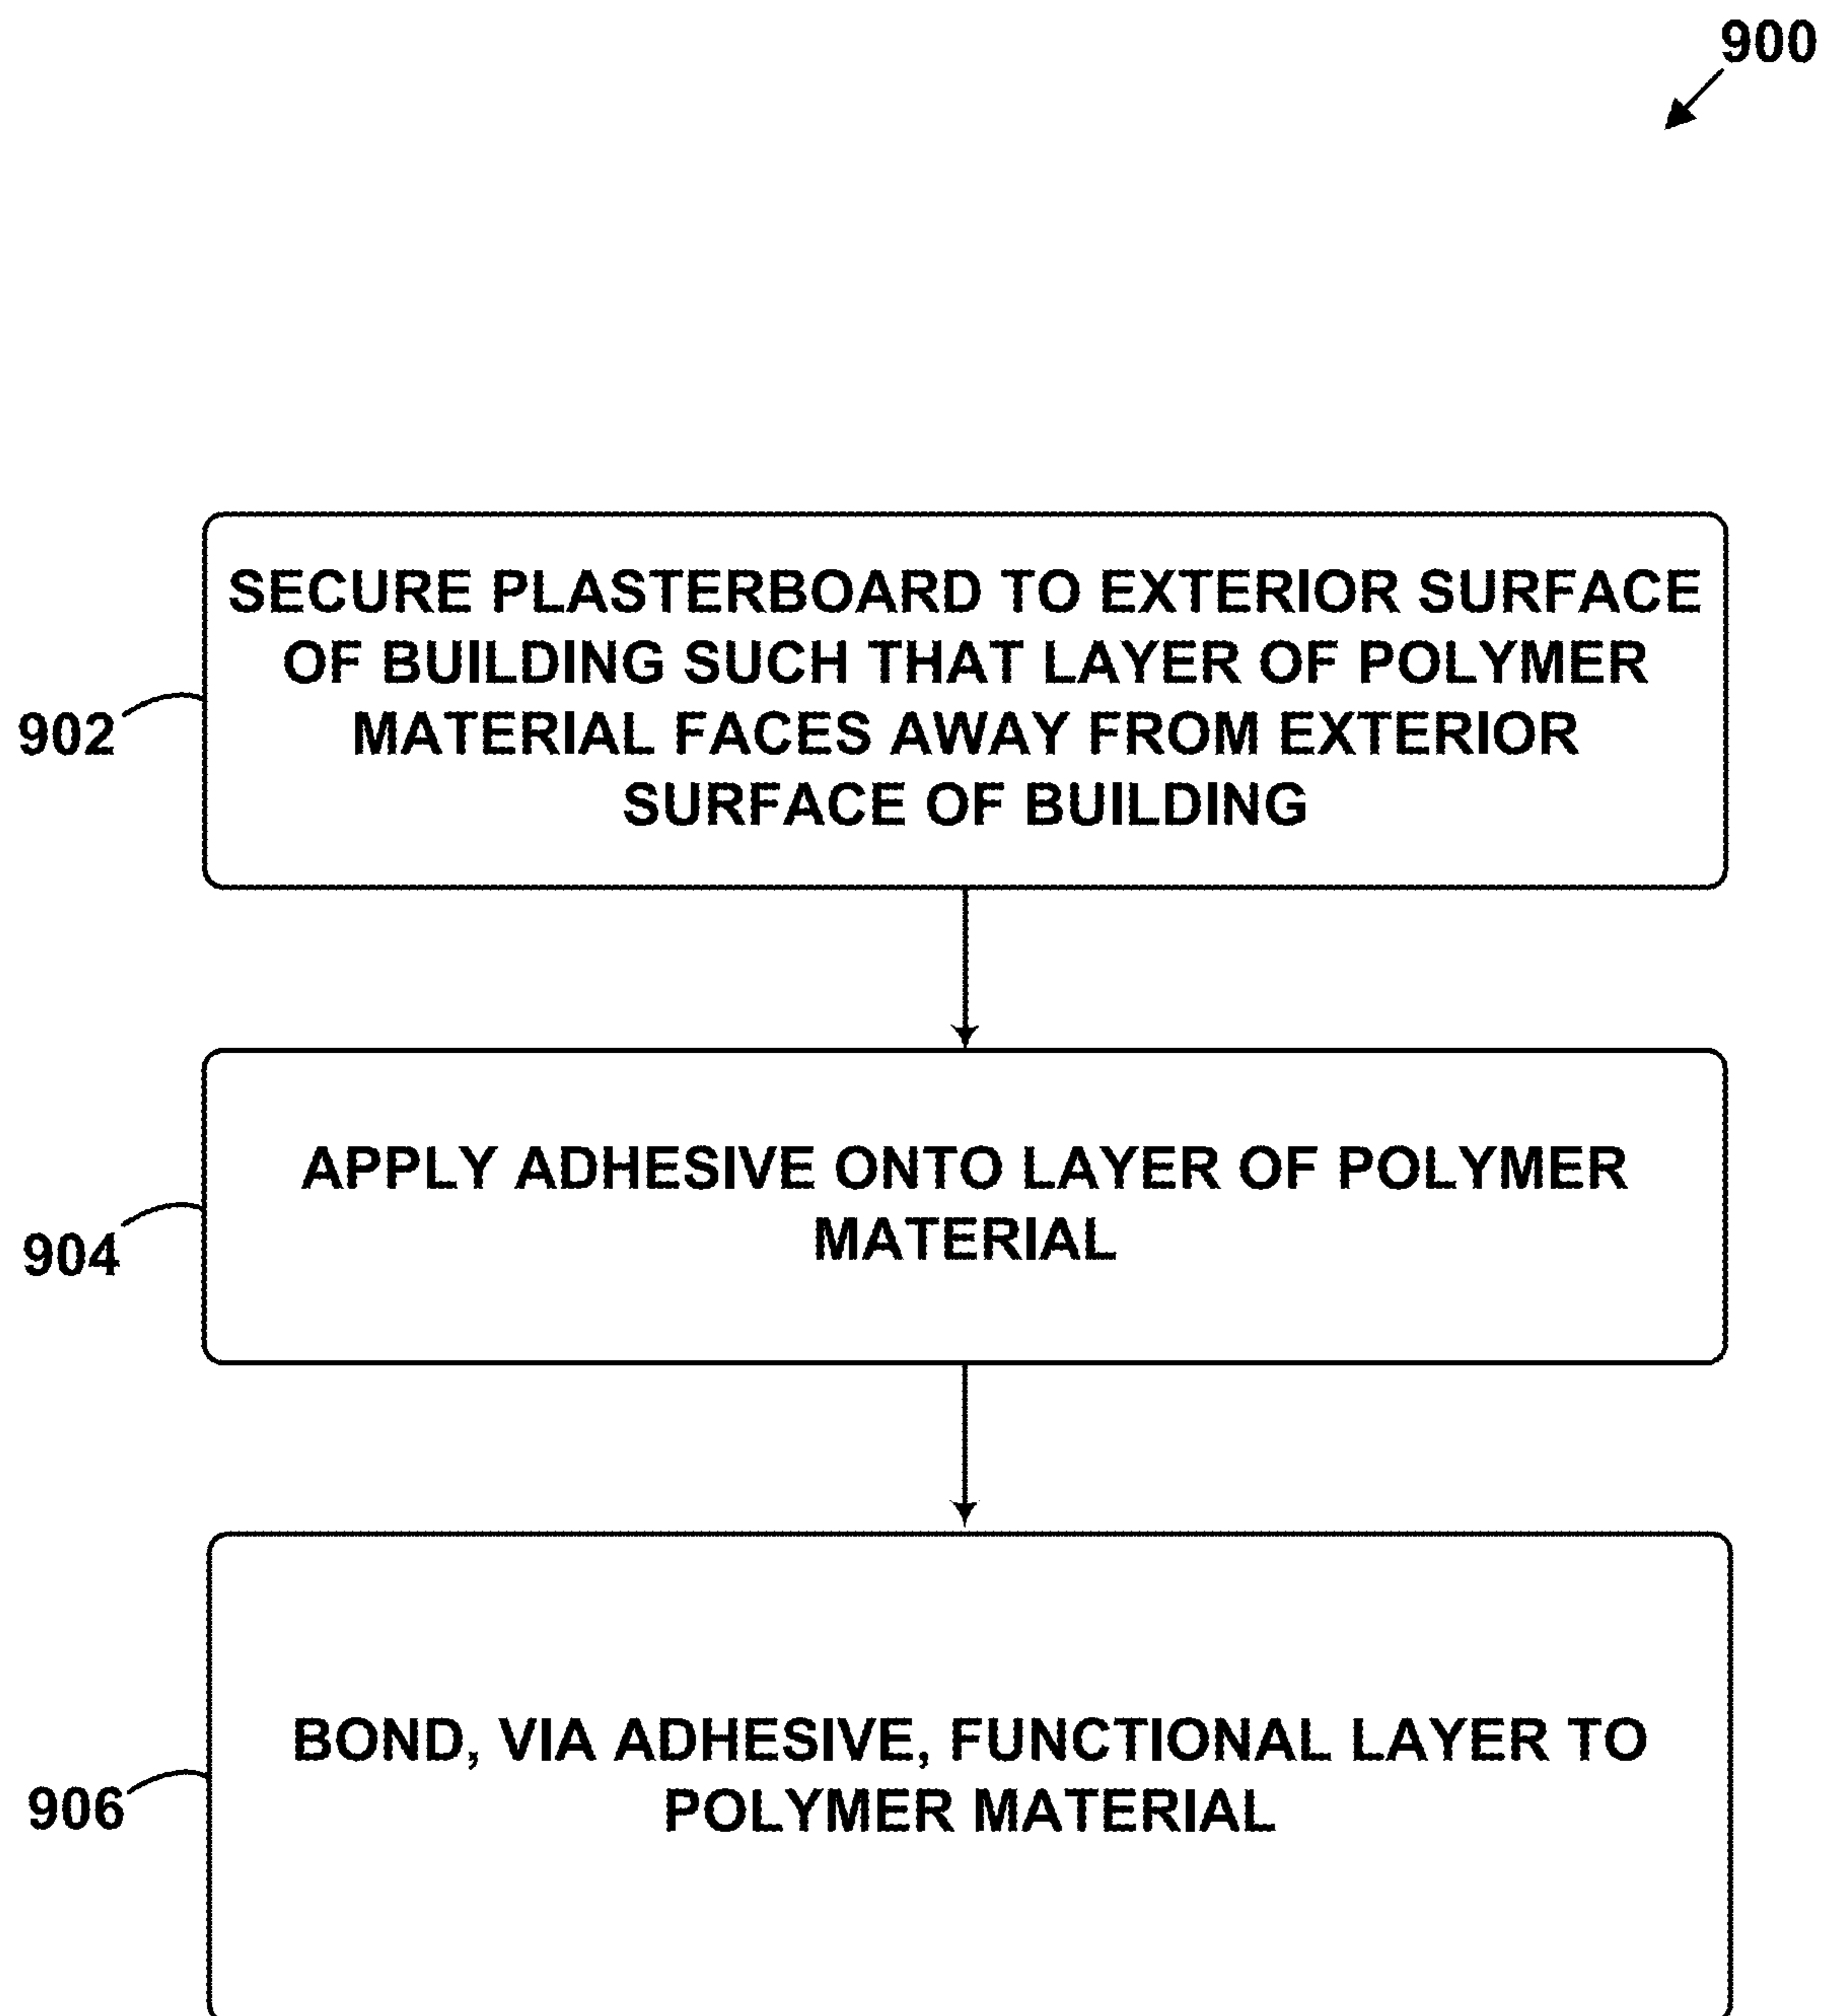 900
SECURE PLASTERBOARD TO EXTERIOR SURFACE
OF BUILDING SUCH THAT LAYER OF POLYMER
MATERIAL FACES AWAY FROM EXTERIOR
SURFACE OF BUILDING
902
APPLY ADHESIVE ONTO LAYER OF POLYMER
MATERIAL
904
BOND, VIA ADHESIVE, FUNCTIONAL LAYER TO
POLYMER MATERIAL
906